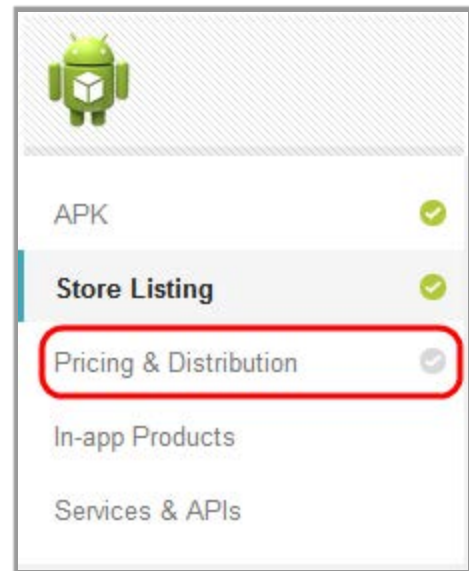 APK
Store Listing
Pricing & Distribution
In-app Products
Services & APIs